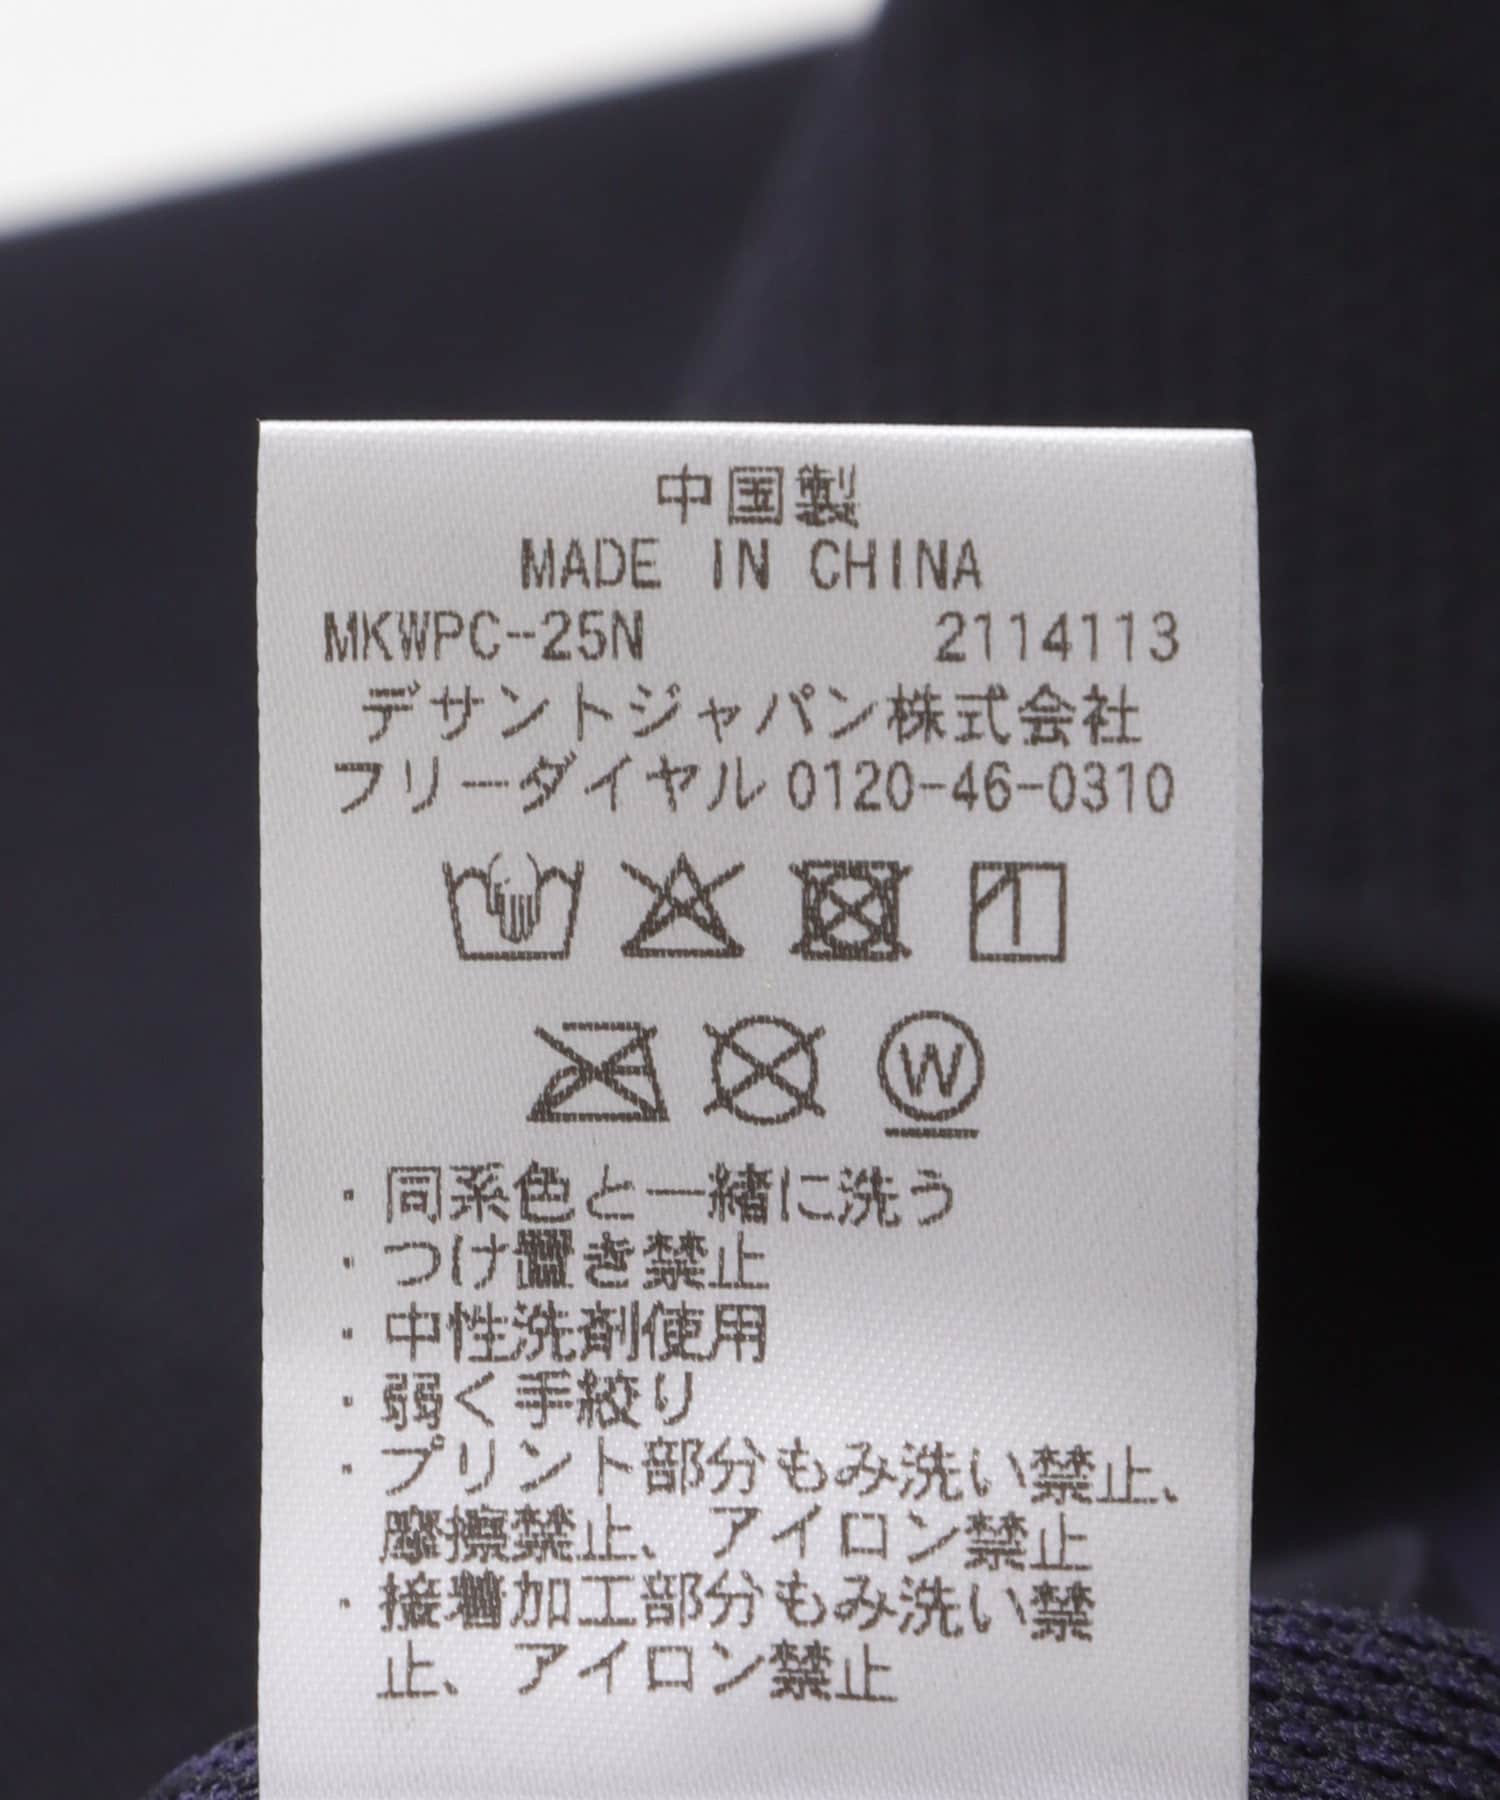 中国製
MADE IN CHINA
MKWPC-25N 2114113
デサントジャパン株式会社
フリーダイヤル0120-46-0310
W
・同系色と一緒に洗う
・つけ置き禁止
・中性洗剤使用
・弱く手絞り
・プリント部分もみ洗い禁止、
摩擦禁止、アイロン禁止
・接着加工部分もみ洗い禁
止、アイロン禁止